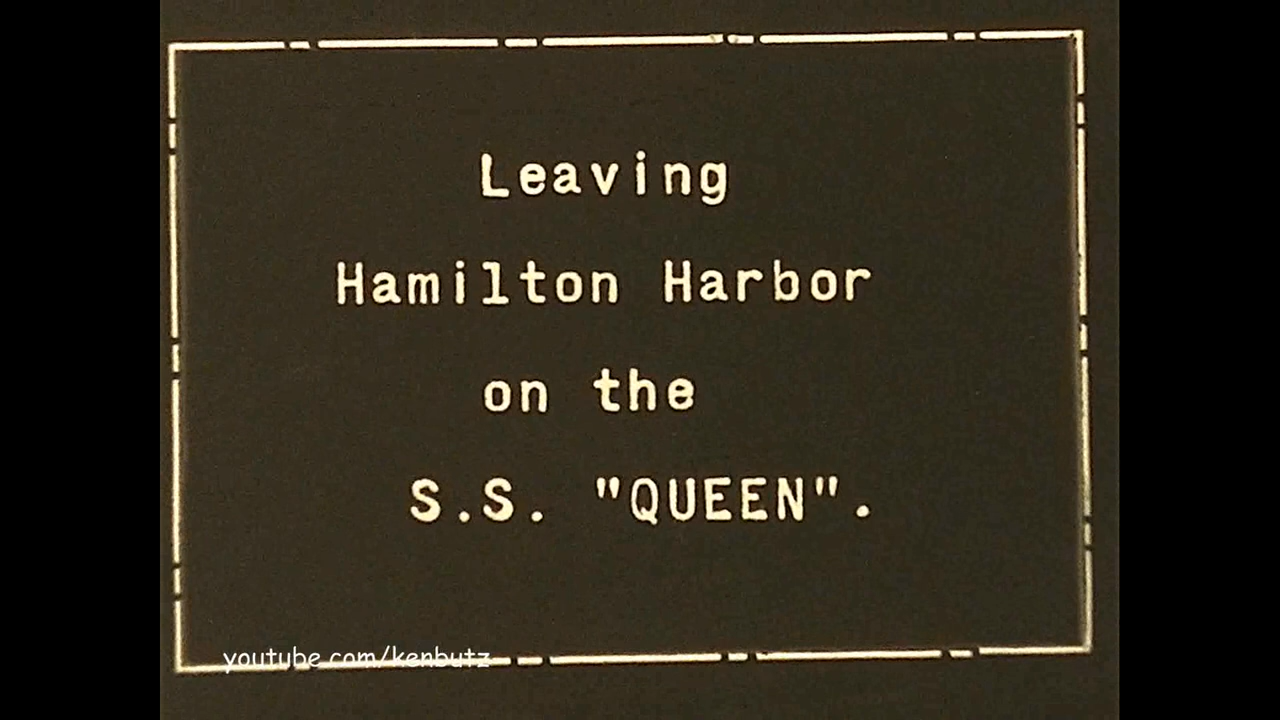 Leaving
Hamilton Harbor
on the
S.S. "QUEEN".
youtube.com/kenbutz